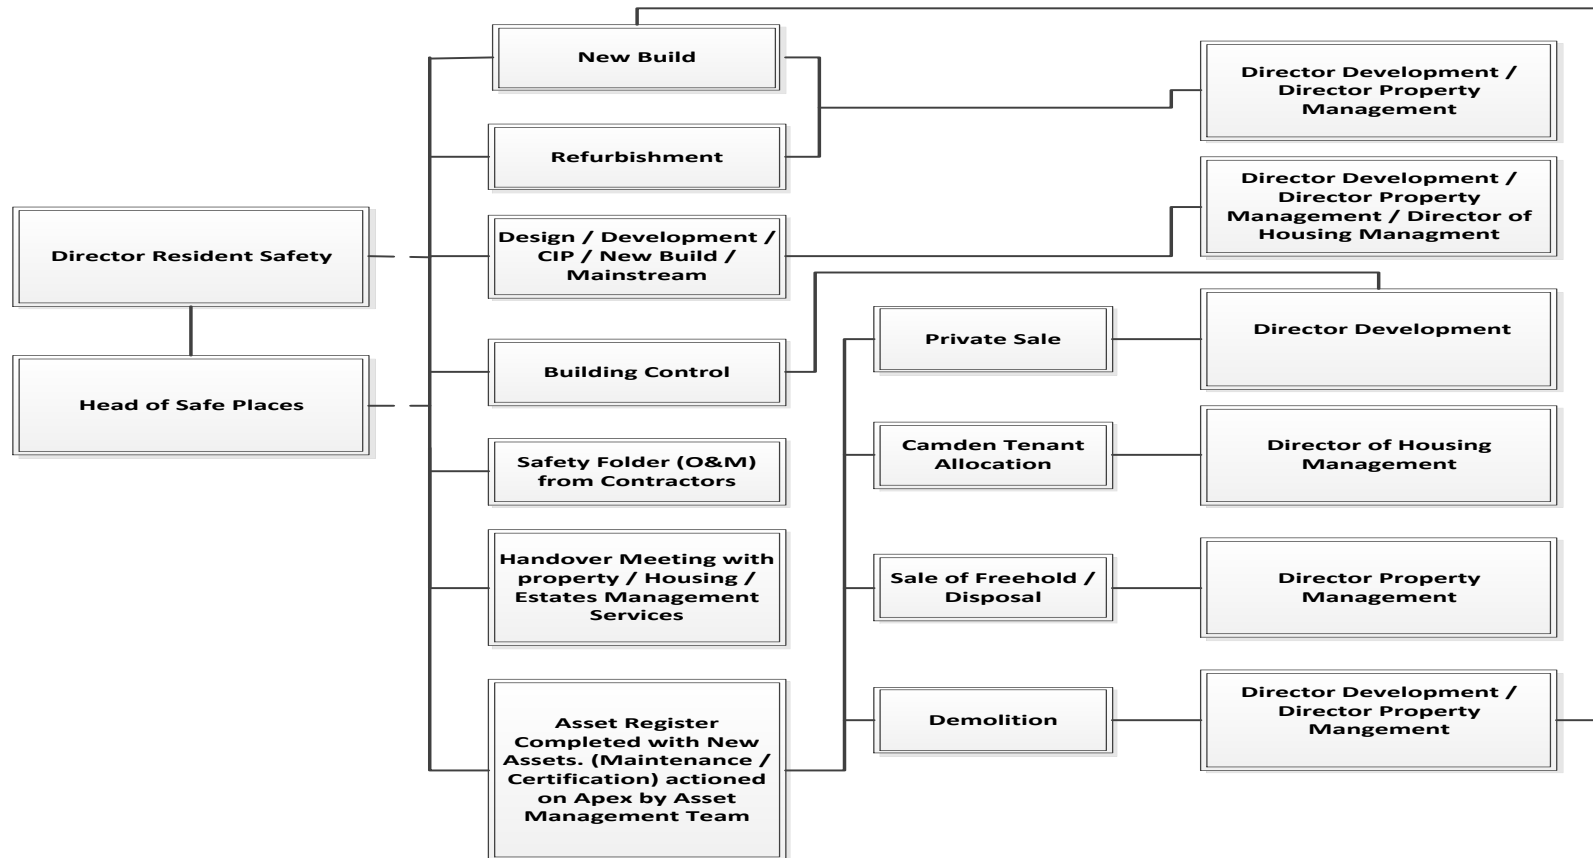 New Build
Refurbishment
Director Resident Safety
Head of Safe Places
Design / Development /
CIP / New Build /
Mainstream
Building Control
Safety Folder (O&M)
from Contractors
Handover Meeting with
property / Housing /
Estates Management
Services
Asset Register
Completed with New
Assets. (Maintenance /
Certification) actioned
on Apex by Asset
Management Team
Private Sale
Camden Tenant
Allocation
Sale of Freehold /
Disposal
Demolition
Director Development /
Director Property
Management
Director Development /
Director Property
Management / Director of
Housing Managment
Director Development
Director of Housing
Management
Director Property
Management
Director Development /
Director Property
Mangement